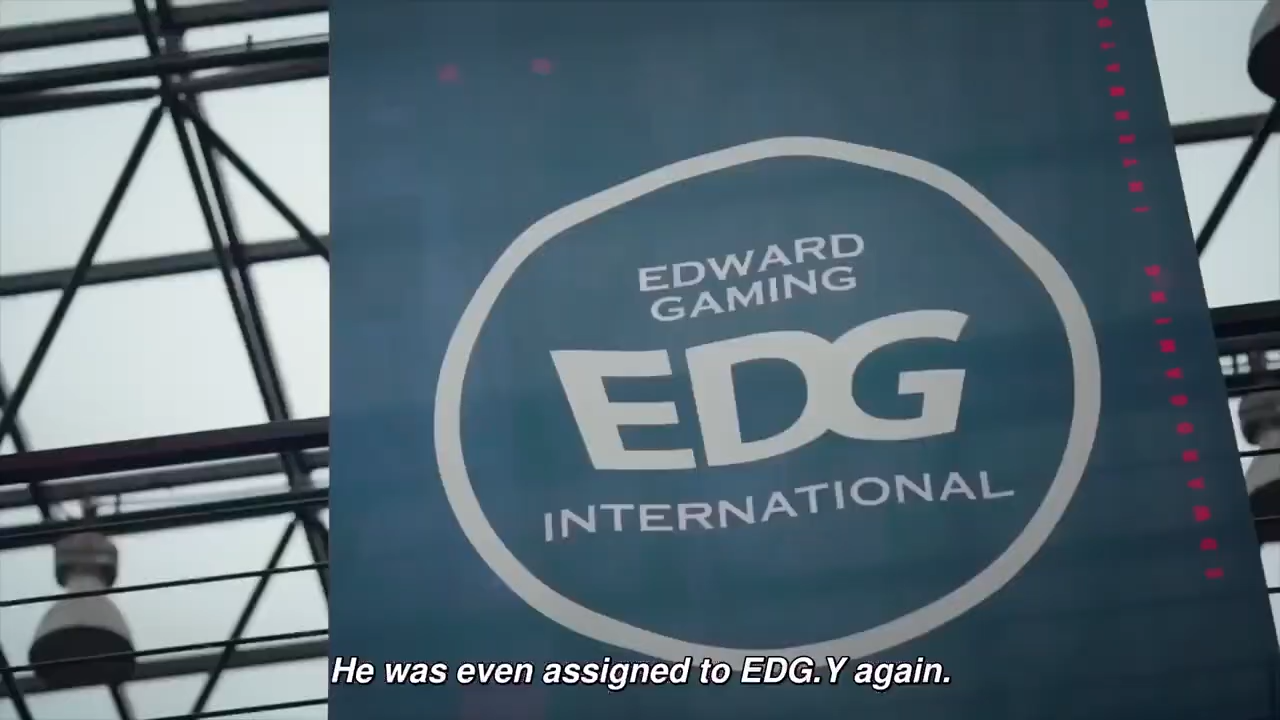 EDWARD
GAMING
EDG
INTERNATIONAL
He was even assigned to EDG.Y again.